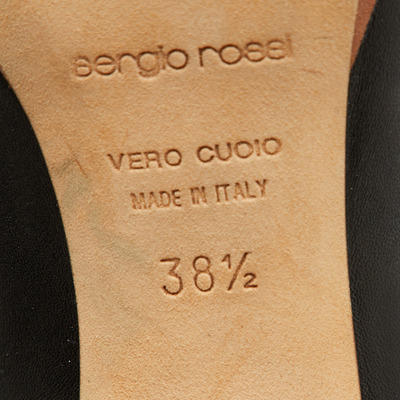 sergio rossi
VERO CUOIO
MADE IN ITALY
38½